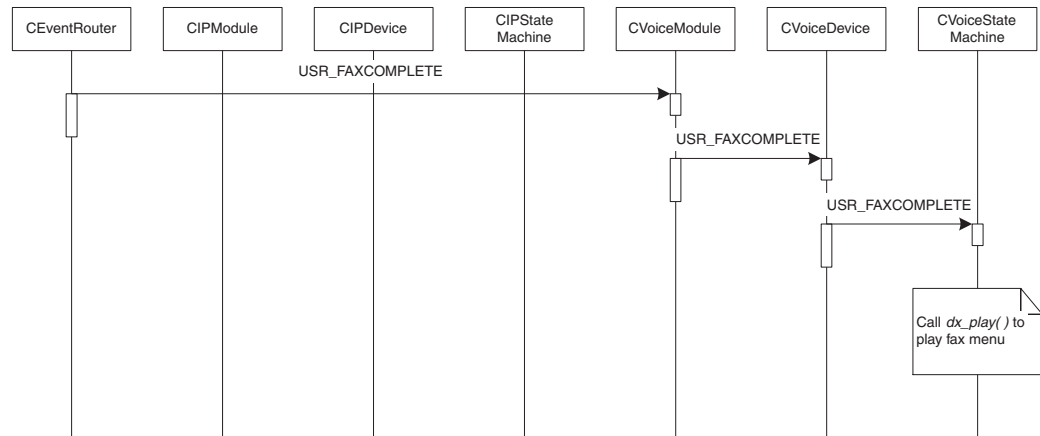 CEventRouter
CIPModule
CIPDevice
CIPState
Machine
CVoiceModule
CVoiceDevice
CVoiceState
Machine
USR_FAXCOMPLETE
USR_FAXCOMPLETE
USR_FAXCOMPLETE
Call dx_play( ) to
play fax menu